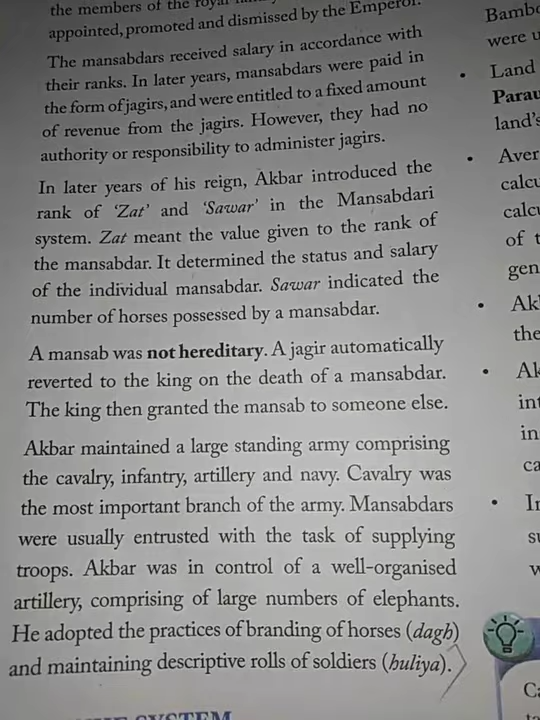 the members of the royal
appointed, promoted and dismissed by the Emperor.
The mansabdars received salary in accordance with
their ranks. In later years, mansabdars were paid in
the form of jagirs, and were entitled to a fixed amount
of revenue from the jagirs. However, they had no
authority or responsibility to administer jagirs.
In later years of his reign, Akbar introduced the
rank of ‘Zat’ and ‘Sawar’ in the Mansabdari
system. Zat meant the value given to the rank of
the mansabdar. It determined the status and salary
of the individual mansabdar. Sawar indicated the
number of horses possessed by a mansabdar.
A mansab was not hereditary. A jagir automatically
reverted to the king on the death of a mansabdar.
The king then granted the mansab to someone else.
Akbar maintained a large standing army comprising
the cavalry, infantry, artillery and navy. Cavalry was
the most important branch of the army. Mansabdars
were usually entrusted with the task of supplying
troops. Akbar was in control of a well-organised
artillery, comprising of large numbers of elephants.
He adopted the practices of branding of horses (dagh)
and maintaining descriptive rolls of soldiers (huliya).
SYSTEM
were
• Land
land's
•
of
•
the
•
in
•